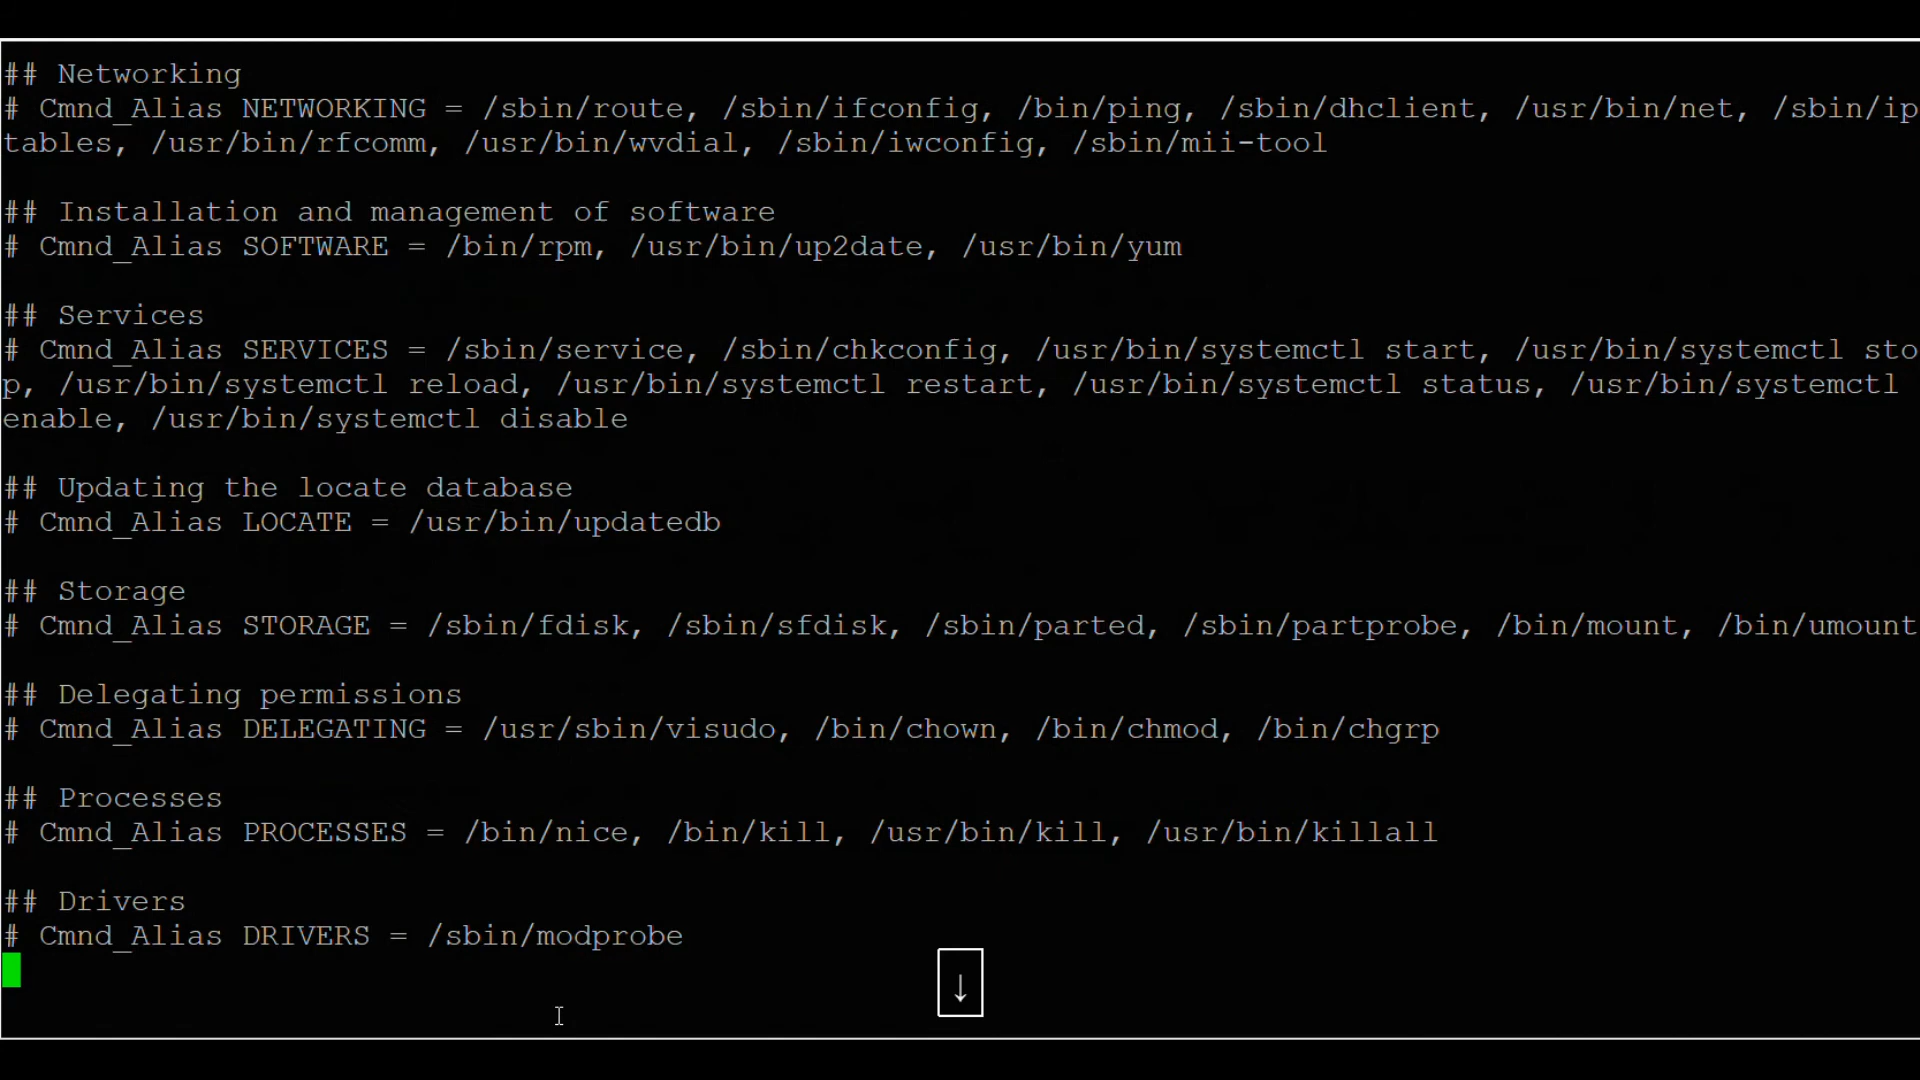 ## Networking
# Cmnd_Alias NETWORKING = /sbin/route, /sbin/ifconfig, /bin/ping, /sbin/dhclient, /usr/bin/net, /sbin/ip
tables, /usr/bin/rfcomm, /usr/bin/wvdial, /sbin/iwconfig, /sbin/mii-tool
## Installation and management of software
# Cmnd_Alias SOFTWARE = /bin/rpm, /usr/bin/up2date, /usr/bin/yum
## Services
# Cmnd_Alias SERVICES = /sbin/service, /sbin/chkconfig, /usr/bin/systemctl start, /usr/bin/systemctl sto
p, /usr/bin/systemctl reload, /usr/bin/systemctl restart, /usr/bin/systemctl status, /usr/bin/systemctl
enable, /usr/bin/systemctl disable
## Updating the locate database
# Cmnd_Alias LOCATE = /usr/bin/updatedb
## Storage
# Cmnd_Alias STORAGE = /sbin/fdisk, /sbin/sfdisk, /sbin/parted, /sbin/partprobe, /bin/mount, /bin/umount
## Delegating permissions
# Cmnd_Alias DELEGATING = /usr/sbin/visudo, /bin/chown, /bin/chmod, /bin/chgrp
## Processes
# Cmnd_Alias PROCESSES = /bin/nice, /bin/kill, /usr/bin/kill, /usr/bin/killall
## Drivers
# Cmnd_Alias DRIVERS = /sbin/modprobe
↓